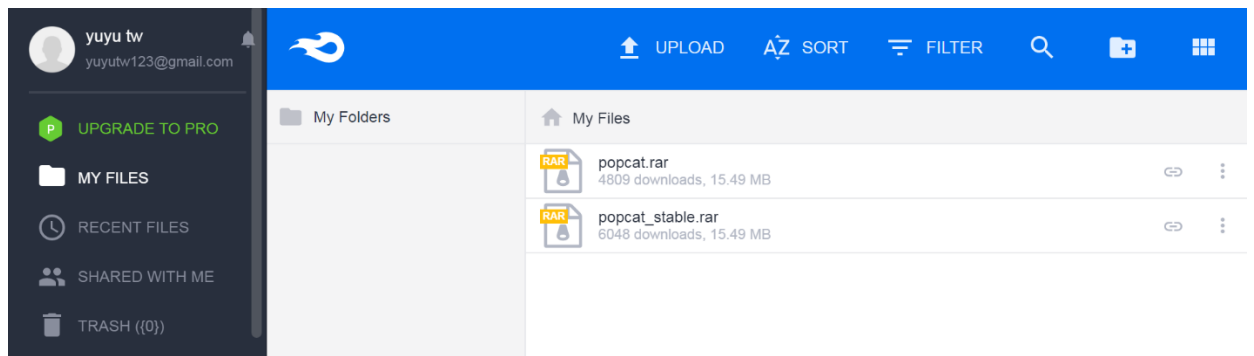 yuyu tw
yuyutw123@gmail.com
UPGRADE TO PRO
MY FILES
RECENT FILES
SHARED WITH ME
TRASH ({0})
UPLOAD
AZ SORT
FILTER
My Folders
My Files
RAR
popcat.rar
4809 downloads, 15.49 MB
RAR
popcat_stable.rar
6048 downloads, 15.49 MB